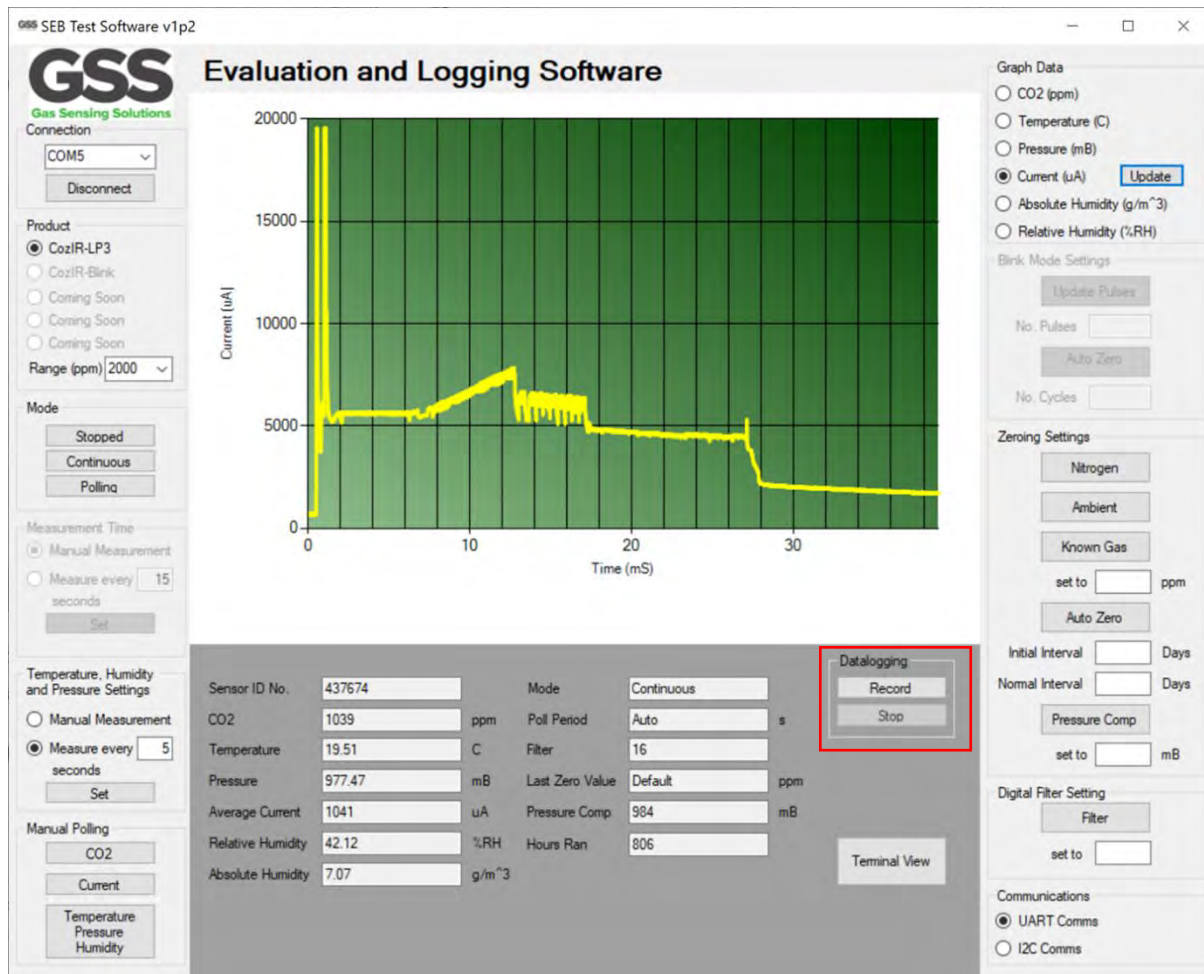 GSS SEB Test Software v1p2
GSS
Gas Sensing Solutions
Evaluation and Logging Software
Connection
COM5
Disconnect
Product
CozIR-LP3
CozIR-Blink
Coming Soon
Coming Soon
Coming Soon
Range (ppm) 2000
Mode
Stopped
Continuous
Polling
Measurement Time
Manual Measurement
Measure every 15
seconds
Set
Temperature, Humidity
and Pressure Settings
Manual Measurement
Measure every 5
seconds
Set
Manual Polling
CO2
Current
Temperature
Pressure
Humidity
20000
15000
10000
5000
0
Current (uA)
0 10 20 30
Time (mS)
Sensor ID No. 437674
CO2 1039 ppm
Temperature 19.51 C
Pressure 977.47 mB
Average Current 1041 uA
Relative Humidity 42.12 %RH
Absolute Humidity 7.07 g/m^3
Mode Continuous
Poll Period Auto s
Filter 16
Last Zero Value Default ppm
Pressure Comp 984 mB
Hours Ran 806
Datalogging
Record
Stop
Terminal View
Graph Data
CO2 (ppm)
Temperature (C)
Pressure (mB)
Current (uA) Update
Absolute Humidity (g/m^3)
Relative Humidity (%RH)
Blink Mode Settings
Update Pulses
No. Pulses
Auto Zero
No. Cycles
Zeroing Settings
Nitrogen
Ambient
Known Gas
set to ppm
Auto Zero
Initial Interval Days
Normal Interval Days
Pressure Comp
set to mB
Digital Filter Setting
Filter
set to
Communications
UART Comms
I2C Comms